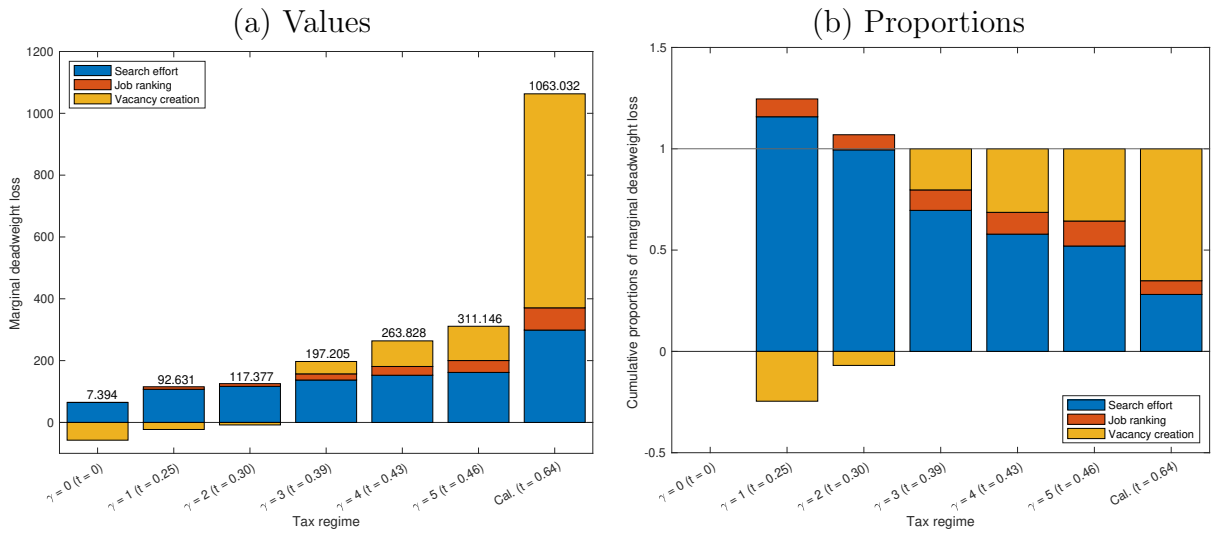 (a) Values
1200
1000
800
600
400
200
0
Marginal deadweight loss
Search effort
Job ranking
Vacancy creation
7.394
92.631
117.377
197.205
263.828
311.146
1063.032
γ = 0 (t = 0)
γ = 1 (t = 0.25)
γ = 2 (t = 0.30)
γ = 3 (t = 0.39)
γ = 4 (t = 0.43)
γ = 5 (t = 0.46)
Cal. (t = 0.64)
Tax regime
(b) Proportions
1.5
1
0.5
0
-0.5
Cumulative proportions of marginal deadweight loss
Search effort
Job ranking
Vacancy creation
γ = 0 (t = 0)
γ = 1 (t = 0.25)
γ = 2 (t = 0.30)
γ = 3 (t = 0.39)
γ = 4 (t = 0.43)
γ = 5 (t = 0.46)
Cal. (t = 0.64)
Tax regime